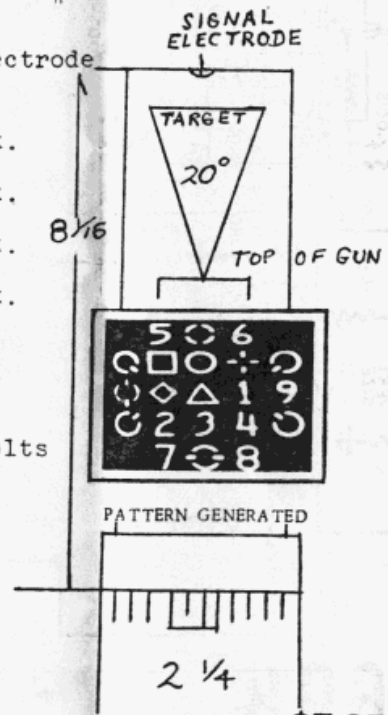 SIGNAL
ELECTRODE
ectrode
TARGET
20°
8 1/16
TOP OF GUN
5 6
1 9
2 3 4
7 8
olts
PATTERN GENERATED
2 1/4